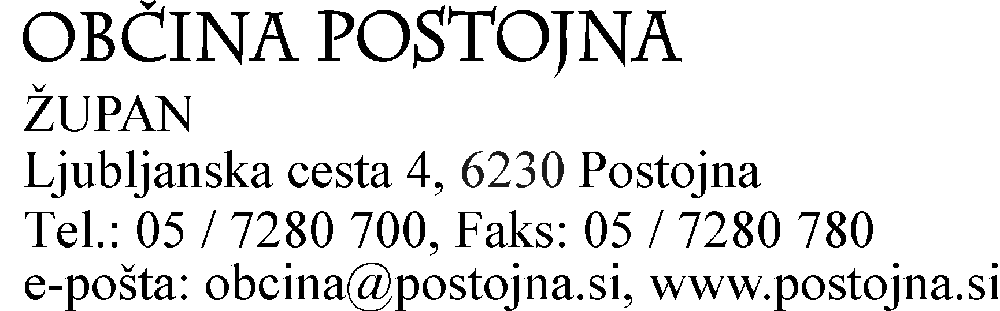 OBČINA POSTOJNA
ŽUPAN
Ljubljanska cesta 4, 6230 Postojna
Tel.: 05 / 7280 700, Faks: 05 / 7280 780
e-pošta: obcina@postojna.si, www.postojna.si